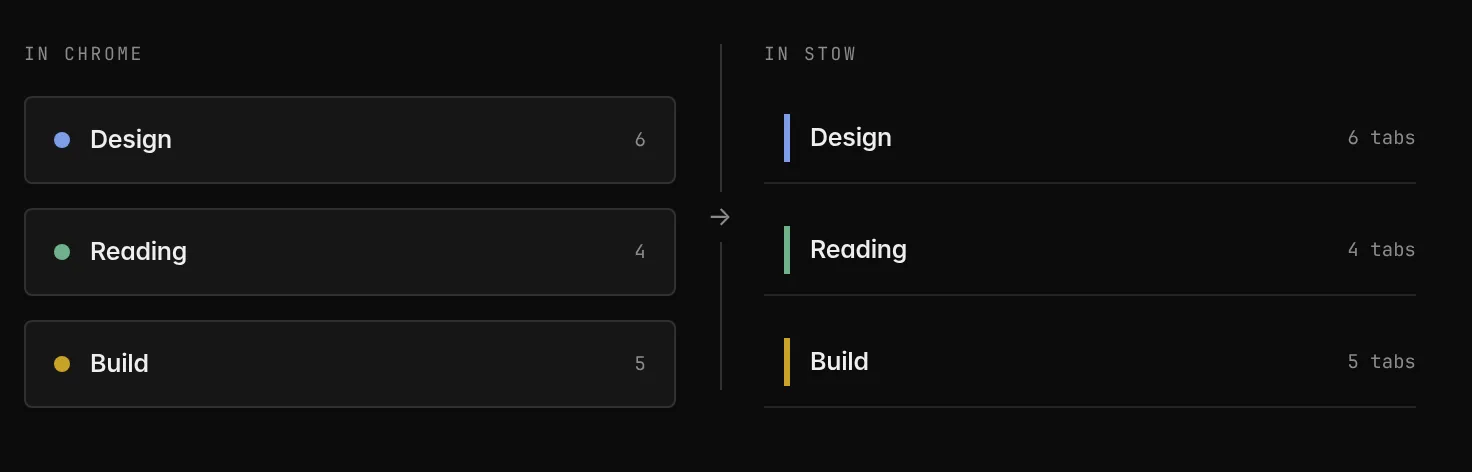 IN CHROME
Design 6
Reading 4
Build 5
IN STOW
Design 6 tabs
Reading 4 tabs
Build 5 tabs